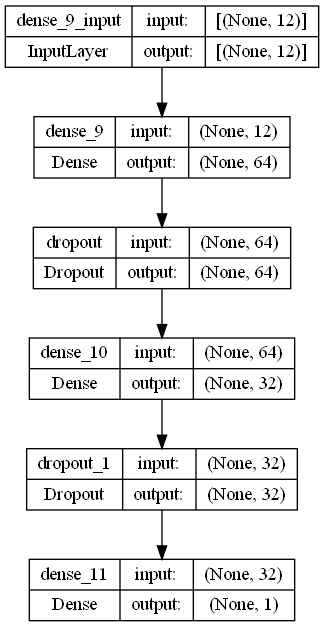 dense_9_input input: [(None, 12)]
InputLayer output: [(None, 12)]
dense_9 input: (None, 12)
Dense output: (None, 64)
dropout input: (None, 64)
Dropout output: (None, 64)
dense_10 input: (None, 64)
Dense output: (None, 32)
dropout_1 input: (None, 32)
Dropout output: (None, 32)
dense_11 input: (None, 32)
Dense output: (None, 1)